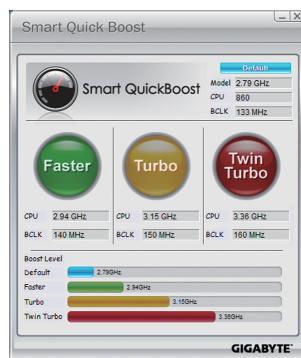 Smart Quick Boost
Default
Smart QuickBoost
Model 2.79 GHz
CPU 860
BCLK 133 MHz
Faster
Turbo
Twin Turbo
CPU 2.94 GHz
CPU 3.15 GHz
CPU 3.36 GHz
BCLK 140 MHz
BCLK 150 MHz
BCLK 160 MHz
Boost Level
Default 2.79GHz
Faster 2.94GHz
Turbo 3.15GHz
Twin Turbo 3.36GHz
GIGABYTE™